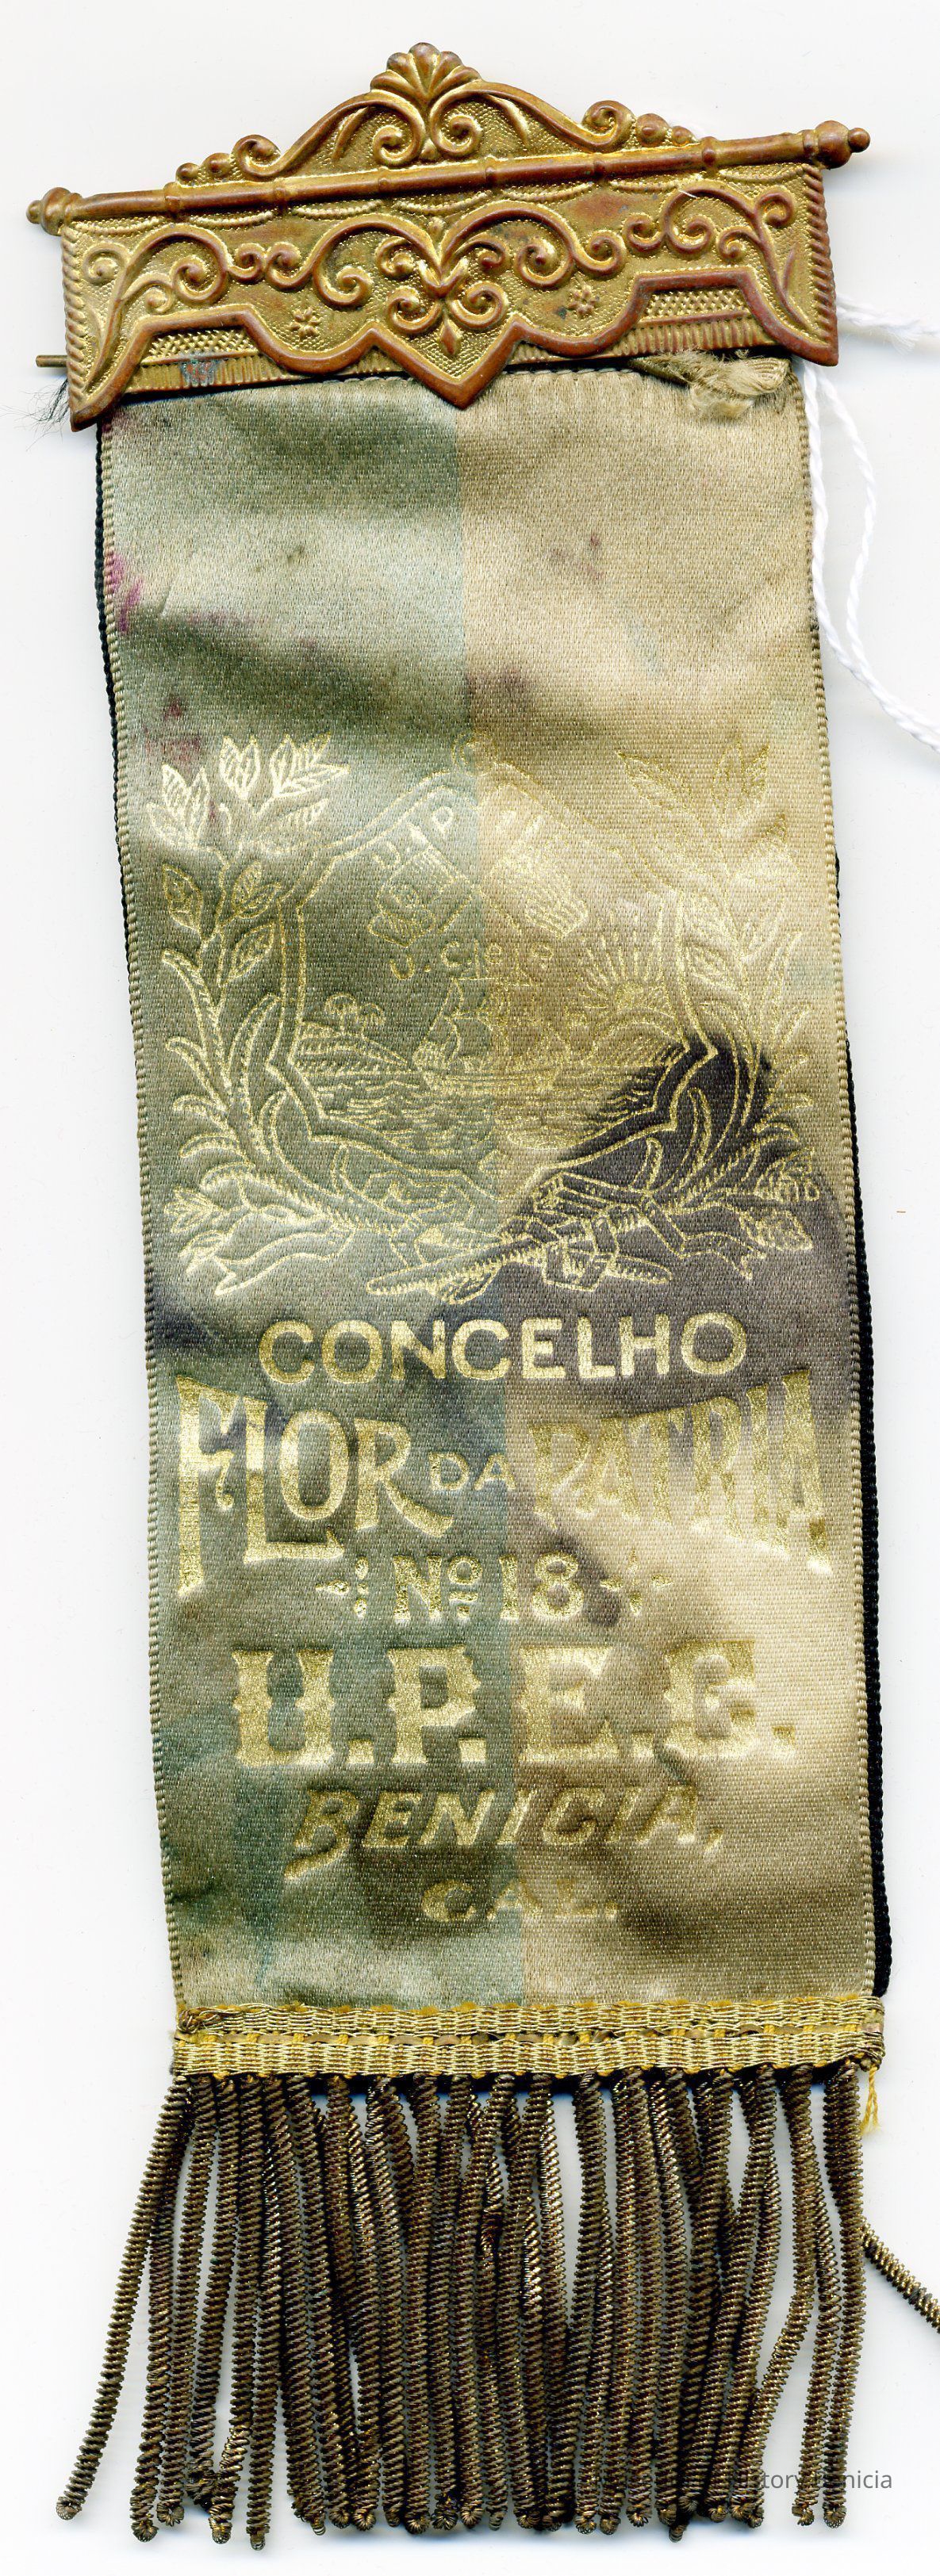 CONCELHO
FLOR DA PATRIA
Nº 18
U.P.E.C.
BENICIA,
CAL.